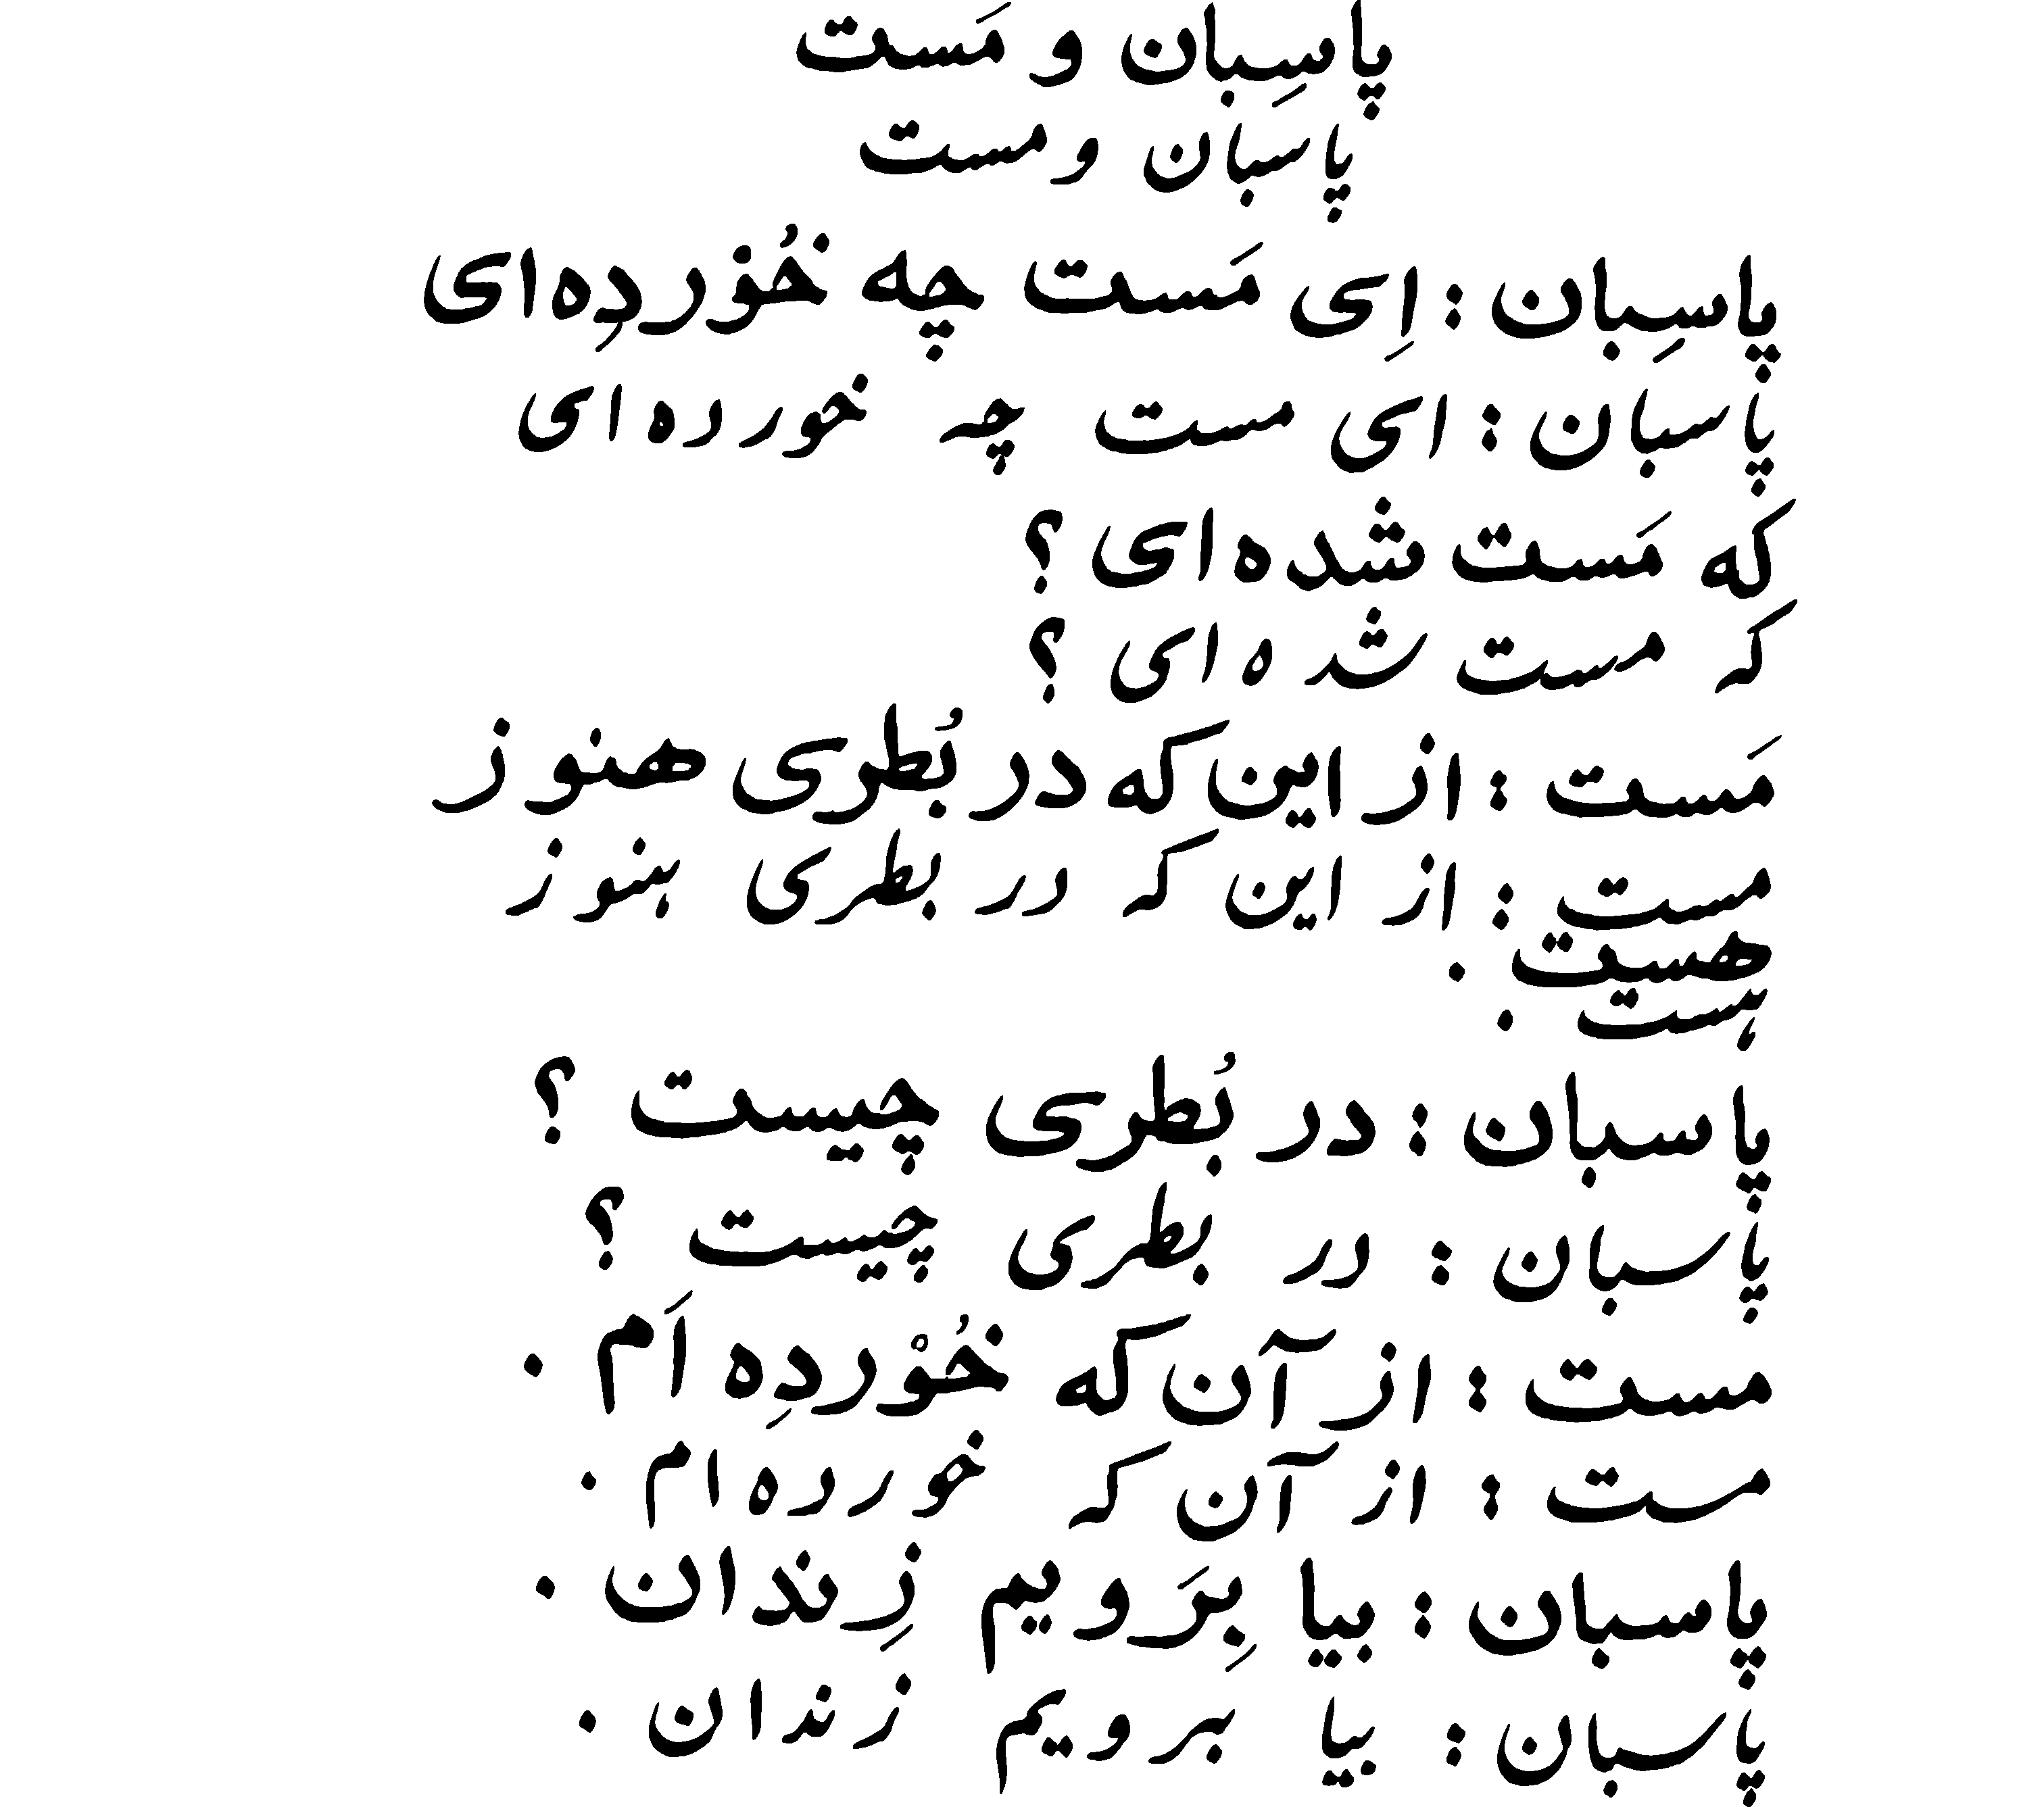 پاسِبان و مَست
پاسبان و مست
پاسِبان : اِی مَست چه خُوردِه‌ای
پاسبان : ای مست چه خورده‌ای
که مَست شده‌ای ؟
که مست شده‌ای ؟
مَست : از این که در بُطری هنوز
مست : از این که در بطری هنوز
هست .
هست .
پاسبان : در بُطری چیست ؟
پاسبان : در بطری چیست ؟
مست : از آن که خُوْردِه اَم .
مست : از آن که خورده ام .
پاسبان : بیا بِرَویم زِندان .
پاسبان : بیا برویم زندان .